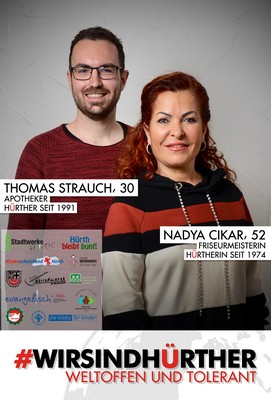 THOMAS STRAUCH, 30
APOTHEKER
HÜRTHER SEIT 1991
NADYA CIKAR, 52
FRISEURMEISTERIN
HÜRTHERIN SEIT 1974
Stadtwerke
Hürth
bleibt bunt!
#WIRSINDHÜRTHER
WELTOFFEN UND TOLERANT